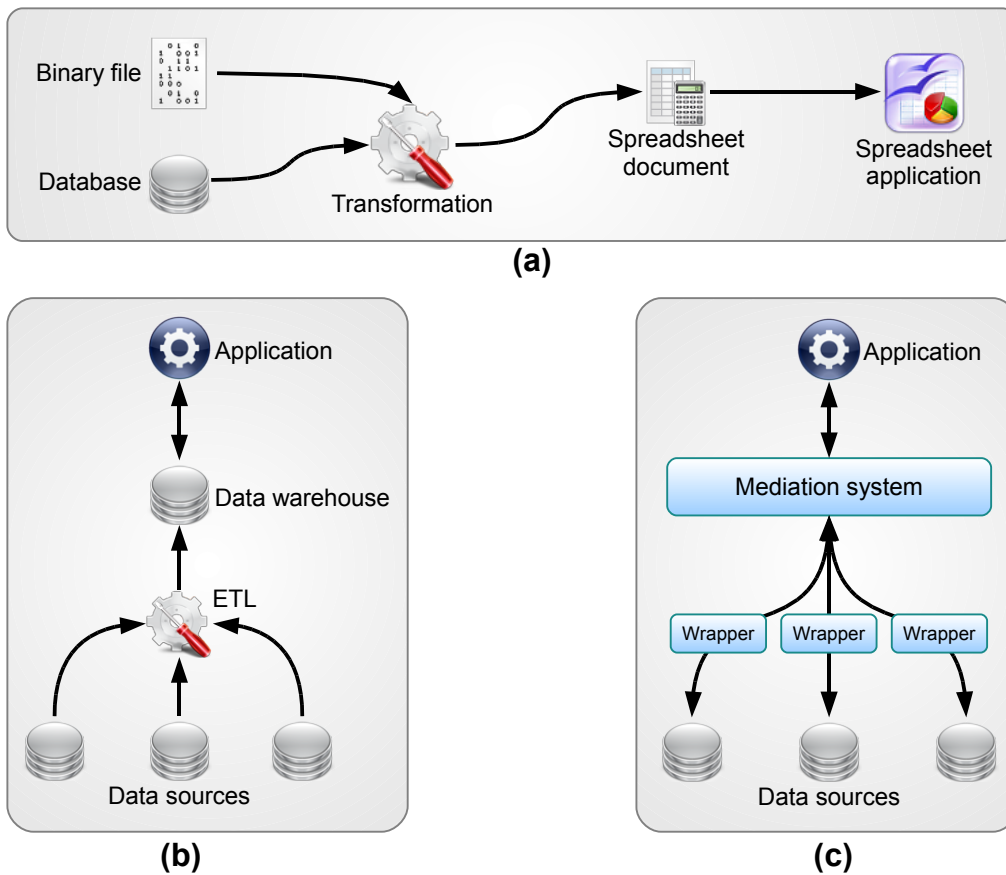 Binary file
Database
Transformation
Spreadsheet
document
Spreadsheet
application
(a)
Application
Data warehouse
ETL
Data sources
(b)
Application
Mediation system
Wrapper
Wrapper
Wrapper
Data sources
(c)